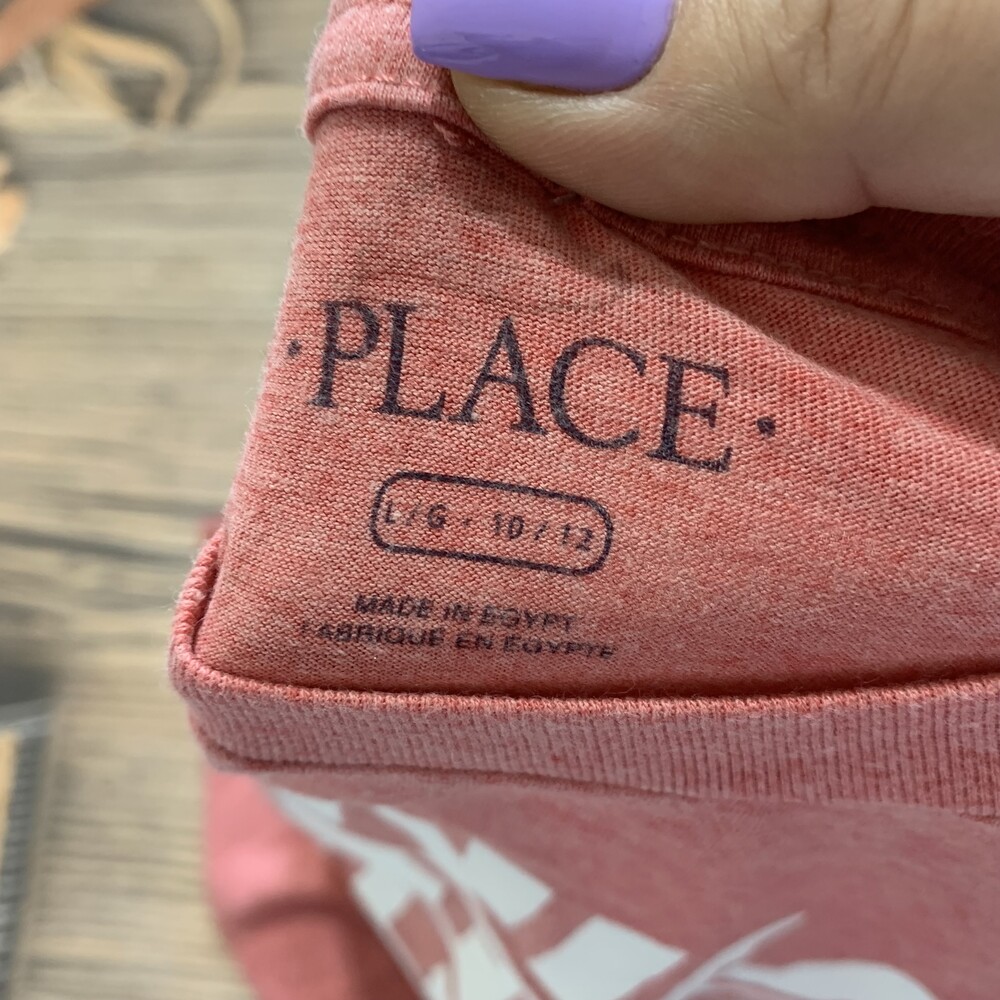 ·PLACE·
L/G · 10/12
MADE IN EGYPT
FABRIQUE EN EGYPTE